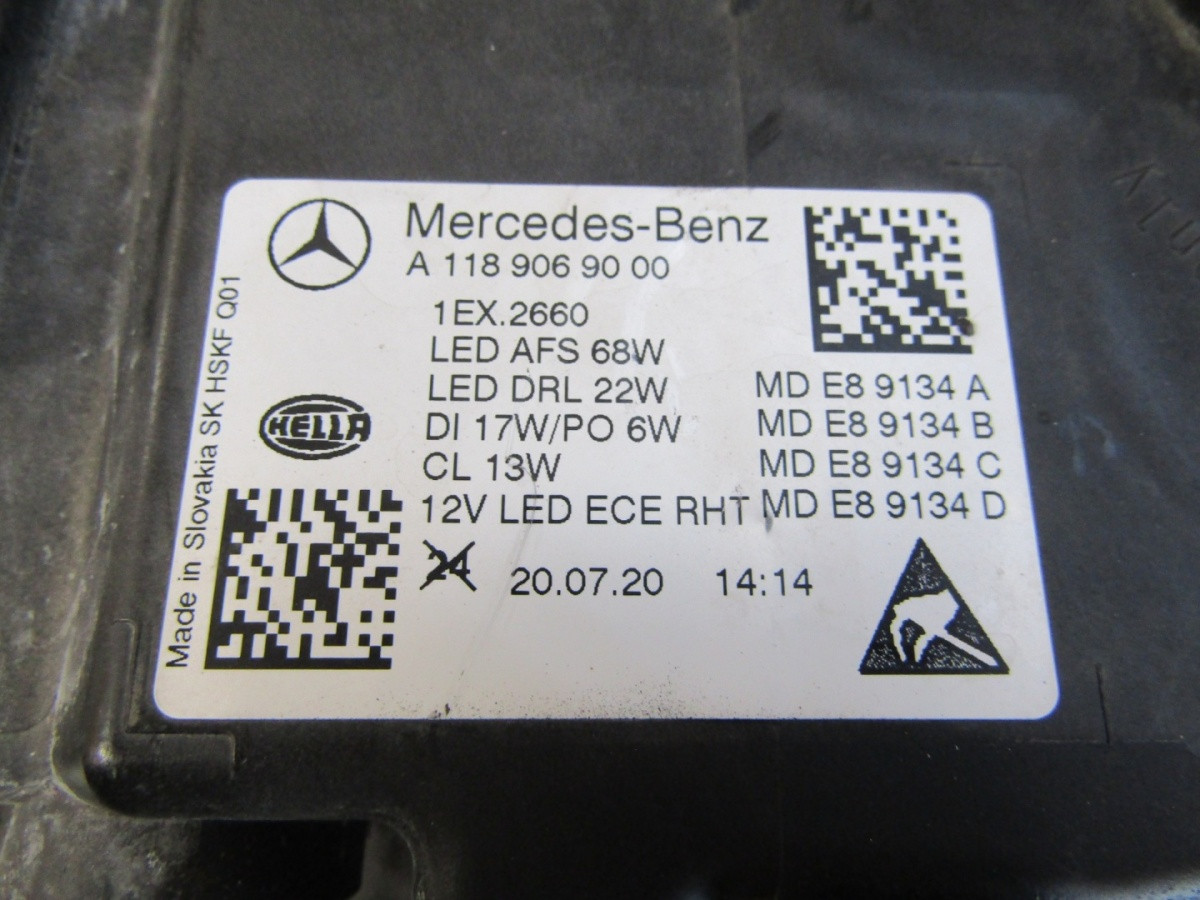 Mercedes-Benz
A 118 906 90 00
1EX.2660
LED AFS 68W
LED DRL 22W MD E8 9134 A
DI 17W/PO 6W MD E8 9134 B
CL 13W MD E8 9134 C
12V LED ECE RHT MD E8 9134 D
24 20.07.20 14:14
HELLA
Made in Slovakia SK HSKF Q01